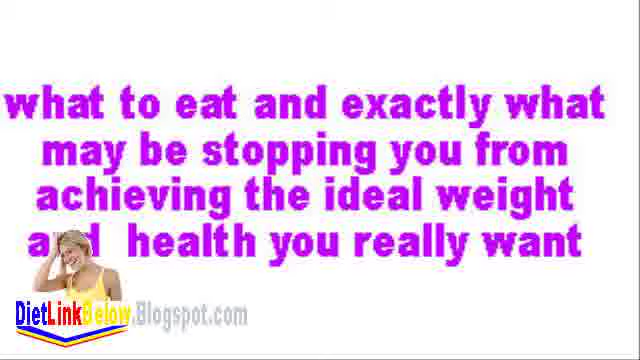 what to eat and exactly what
may be stopping you from
achieving the ideal weight
and health you really want
DietLinkBelow.Blogspot.com